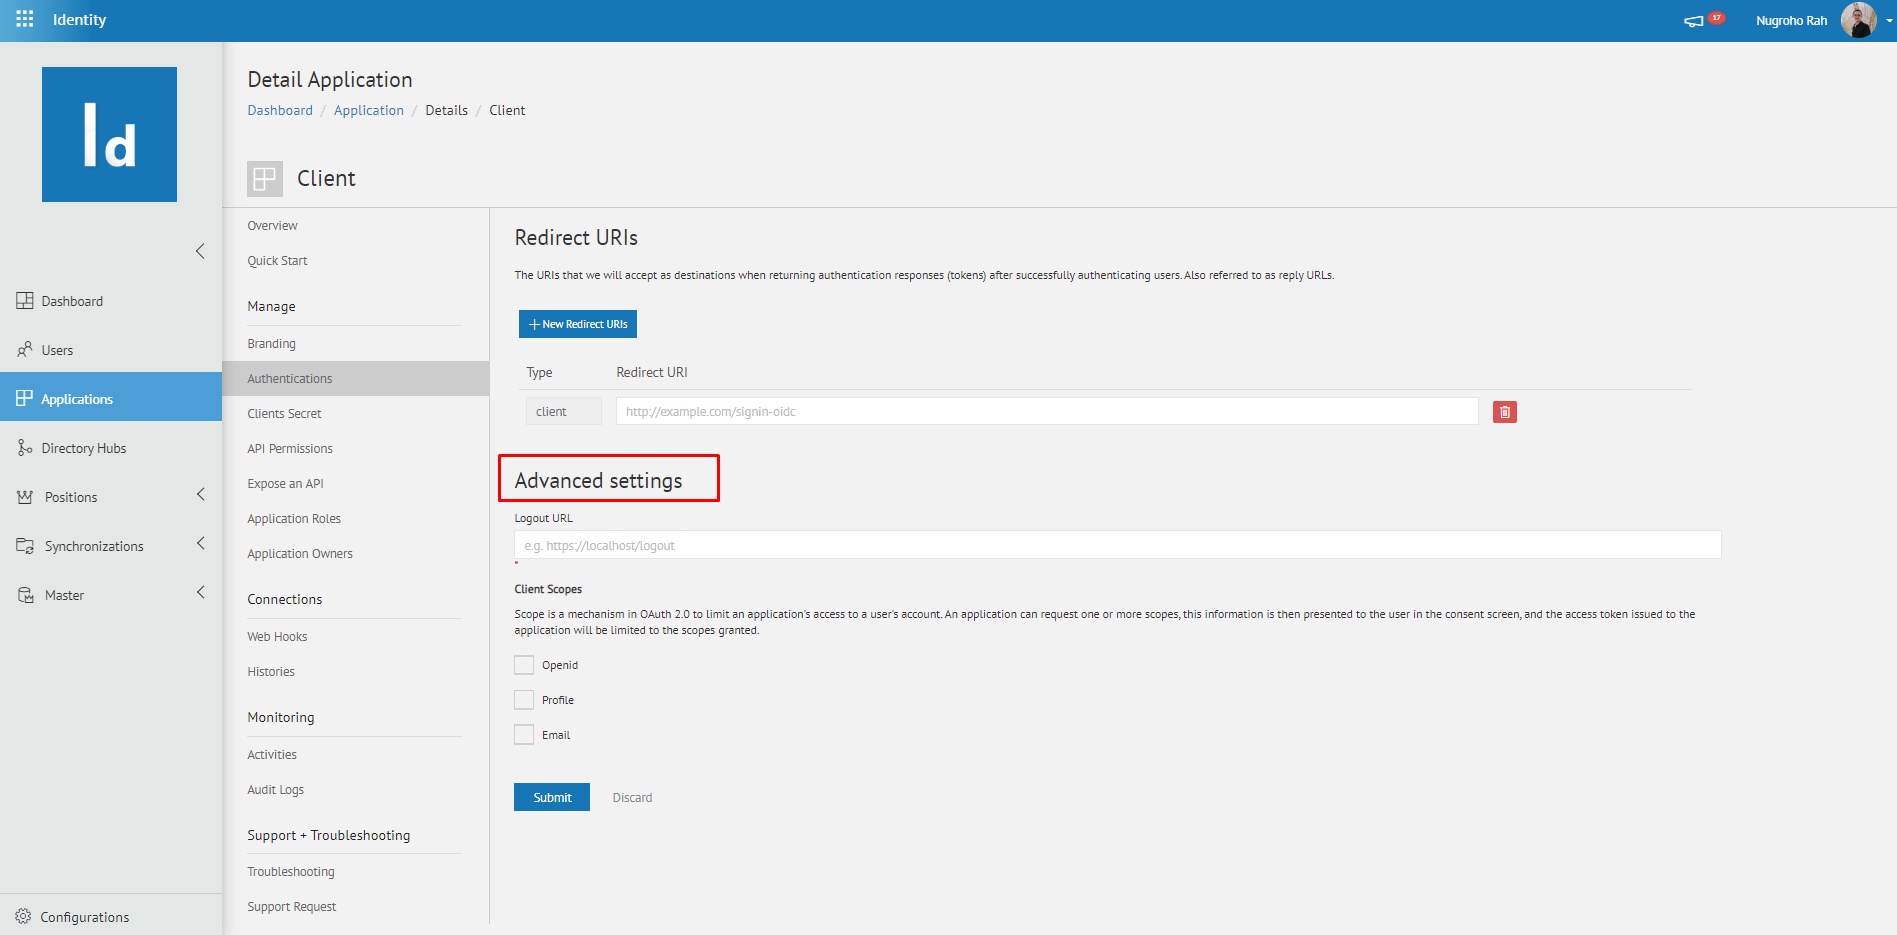 Identity
17
Nugroho Rah
Id
Dashboard
Users
Applications
Directory Hubs
Positions
Synchronizations
Master
Configurations
Detail Application
Dashboard / Application / Details / Client
Client
Overview
Quick Start
Manage
Branding
Authentications
Clients Secret
API Permissions
Expose an API
Application Roles
Application Owners
Connections
Web Hooks
Histories
Monitoring
Activities
Audit Logs
Support + Troubleshooting
Troubleshooting
Support Request
Redirect URIs
The URIs that we will accept as destinations when returning authentication responses (tokens) after successfully authenticating users. Also referred to as reply URLs.
+ New Redirect URIs
Type Redirect URI
client http://example.com/signin-oidc
Advanced settings
Logout URL
e.g. https://localhost/logout
*
Client Scopes
Scope is a mechanism in OAuth 2.0 to limit an application's access to a user's account. An application can request one or more scopes, this information is then presented to the user in the consent screen, and the access token issued to the
application will be limited to the scopes granted.
Openid
Profile
Email
Submit Discard